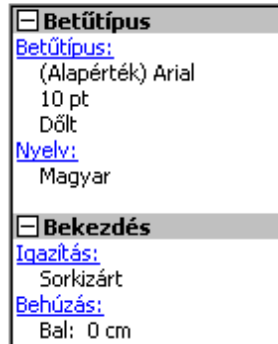 Betűtípus
Betűtípus:
(Alapérték) Arial
10 pt
Dőlt
Nyelv:
Magyar
Bekezdés
Igazítás:
Sorkizárt
Behúzás:
Bal: 0 cm